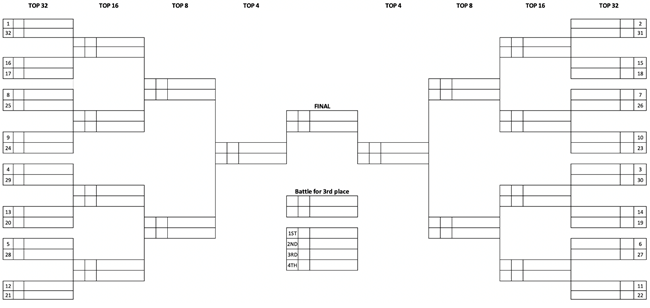 TOP 32 TOP 16 TOP 8 TOP 4 TOP 4 TOP 8 TOP 16 TOP 32
1 2
32 31
16 15
17 18
8 7
25 26
FINAL
9 10
24 23
4 3
29 30
Battle for 3rd place
13 14
20 19
1ST
5 2ND 6
28 3RD 27
4TH
12 11
21 22